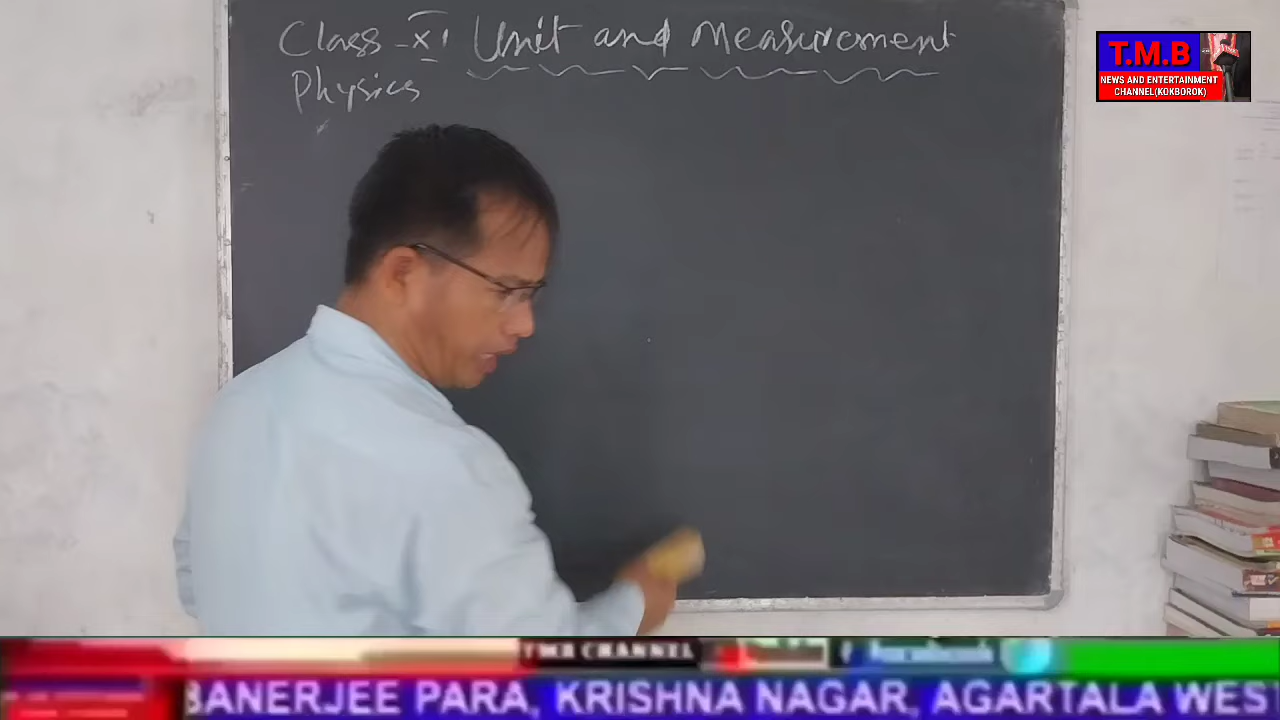 Class - XI Unit and Measurement
Physics
T.M.B
NEWS AND ENTERTAINMENT
CHANNEL(KOKBOROK)
TMB CHANNEL
BANERJEE PARA, KRISHNA NAGAR, AGARTALA WEST